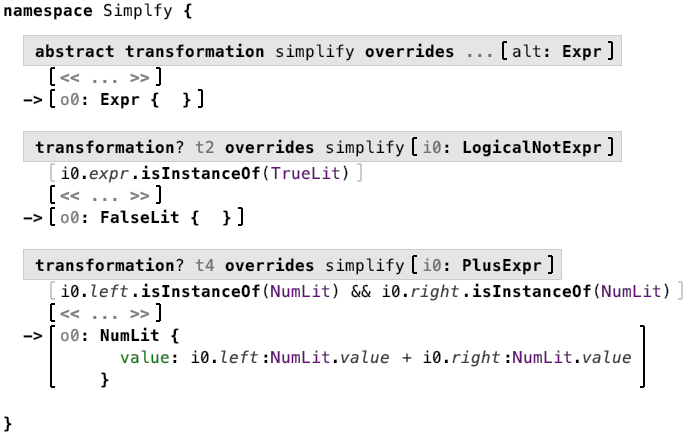 namespace Simplfy {
abstract transformation simplify overrides ... [ alt: Expr ]
[ << ... >> ]
-> [ o0: Expr {  } ]
transformation? t2 overrides simplify [ i0: LogicalNotExpr ]
[ i0.expr.isInstanceOf(TrueLit) ]
[ << ... >> ]
-> [ o0: FalseLit {  } ]
transformation? t4 overrides simplify [ i0: PlusExpr ]
[ i0.left.isInstanceOf(NumLit) && i0.right.isInstanceOf(NumLit) ]
[ << ... >> ]
-> [ o0: NumLit {
value: i0.left:NumLit.value + i0.right:NumLit.value
} ]
}